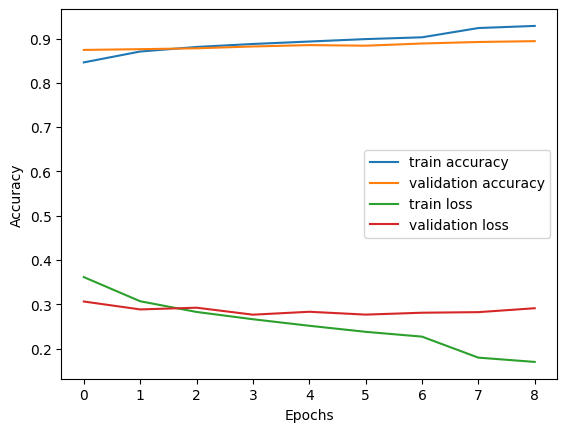 0.9
0.8
0.7
0.6
0.5
0.4
0.3
0.2
Accuracy
train accuracy
validation accuracy
train loss
validation loss
0 1 2 3 4 5 6 7 8
Epochs